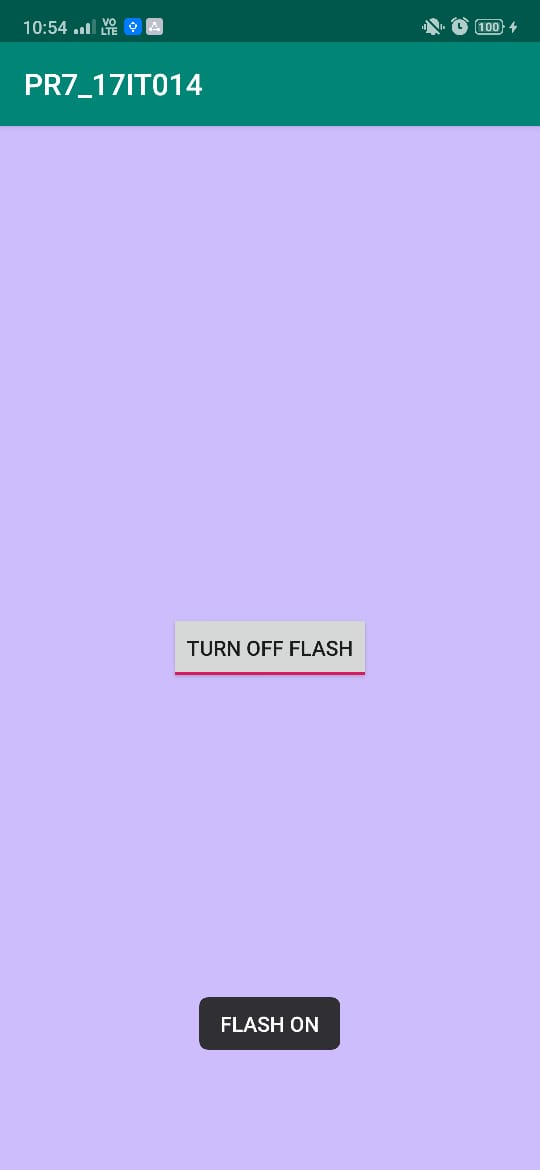 10:54 VO LTE 100
PR7_17IT014
TURN OFF FLASH
FLASH ON